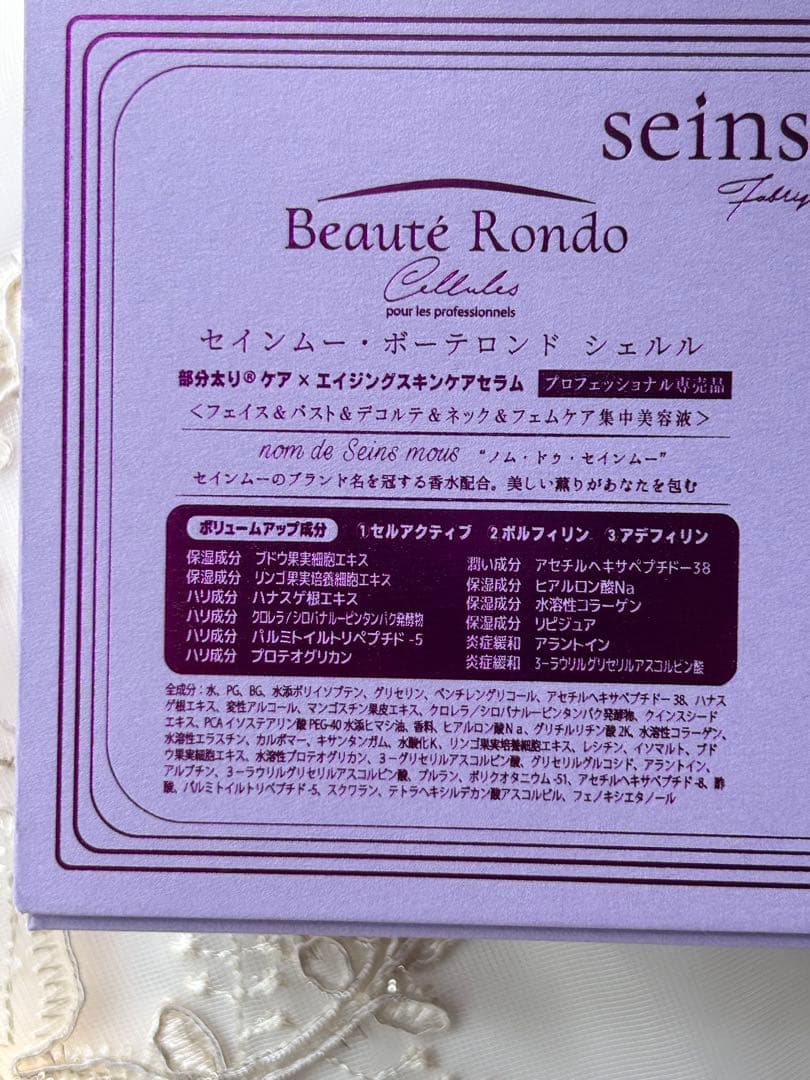 seins
Beauté Rondo
Cellules
pour les professionnels
セインムー・ボーテロンド シェルル
部分太り®ケア×エイジングスキンケアセラム プロフェッショナル専売品
<フェイス&バスト&デコルテ&ネック&フェムケア集中美容液>
nom de Seins mous “ノム・ドゥ・セインムー”
セインムーのブランド名を冠する香水配合。美しい薫りがあなたを包む
ボリュームアップ成分 ①セルアクティブ ②ボルフィリン ③アデフィリン
保湿成分 ブドウ果実細胞エキス
保湿成分 リンゴ果実培養細胞エキス
ハリ成分 ハナスゲ根エキス
ハリ成分 クロレラ/シロバナルーピンタンパク発酵物
ハリ成分 パルミトイルトリペプチド-5
ハリ成分 プロテオグリカン
潤い成分 アセチルヘキサペプチドー38
保湿成分 ヒアルロン酸Na
保湿成分 水溶性コラーゲン
保湿成分 リピジュア
炎症緩和 アラントイン
炎症緩和 3-ラウリルグリセリルアスコルビン酸
全成分:水、PG、BG、水添ポリイソブテン、グリセリン、ペンチレングリコール、アセチルヘキサペプチドー38、ハナス
ゲ根エキス、変性アルコール、マンゴスチン果皮エキス、クロレラ/シロバナルーピンタンパク発酵物、クインスシード
エキス、PCAイソステアリン酸PEG-40水添ヒマシ油、香料、ヒアルロン酸Na、グリチルリチン酸2K、水溶性コラーゲン、
水溶性エラスチン、カルボマー、キサンタンガム、水酸化K、リンゴ果実培養細胞エキス、レシチン、イソマルト、ブド
ウ果実細胞エキス、水溶性プロテオグリカン、3-グリセリルアスコルビン酸、グリセリルグルコシド、アラントイン、
アルブチン、3-ラウリルグリセリルアスコルビン酸、プルラン、ポリクオタニウム-51、アセチルヘキサペプチド-8、酢
酸、パルミトイルトリペプチド-5、スクワラン、テトラヘキシルデカン酸アスコルビル、フェノキシエタノール